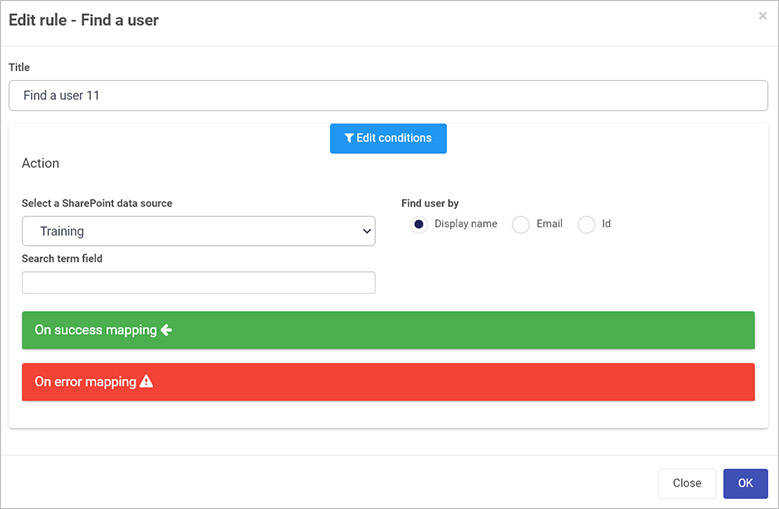 Edit rule - Find a user
×
Title
Find a user 11
Edit conditions
Action
Select a SharePoint data source
Find user by
Training
Display name Email Id
Search term field
On success mapping
On error mapping
Close OK